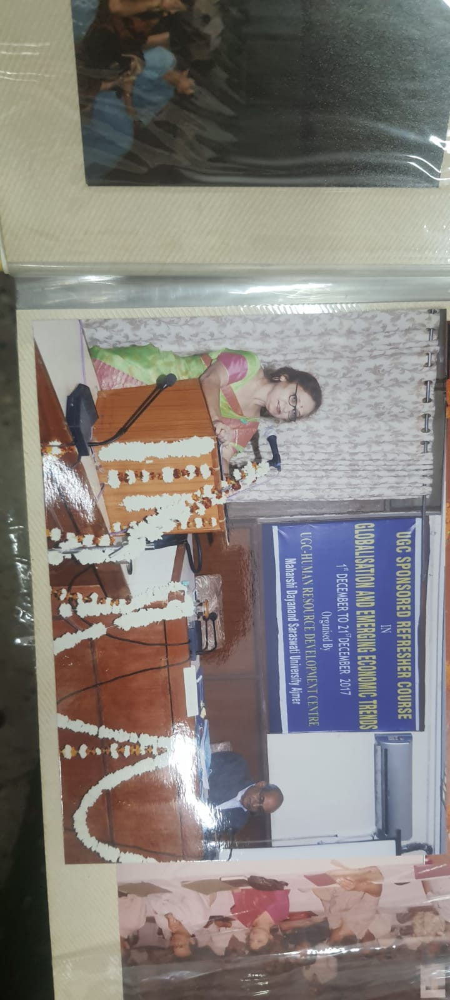 UGC SPONSORED REFRESHER COURSE
IN
GLOBALISATION AND EMERGING ECONOMIC TRENDS
1ST DECEMBER TO 21ST DECEMBER 2017
Organised By
UGC-HUMAN RESOURCE DEVELOPMENT CENTRE
Maharshi Dayanand Saraswati University Ajmer